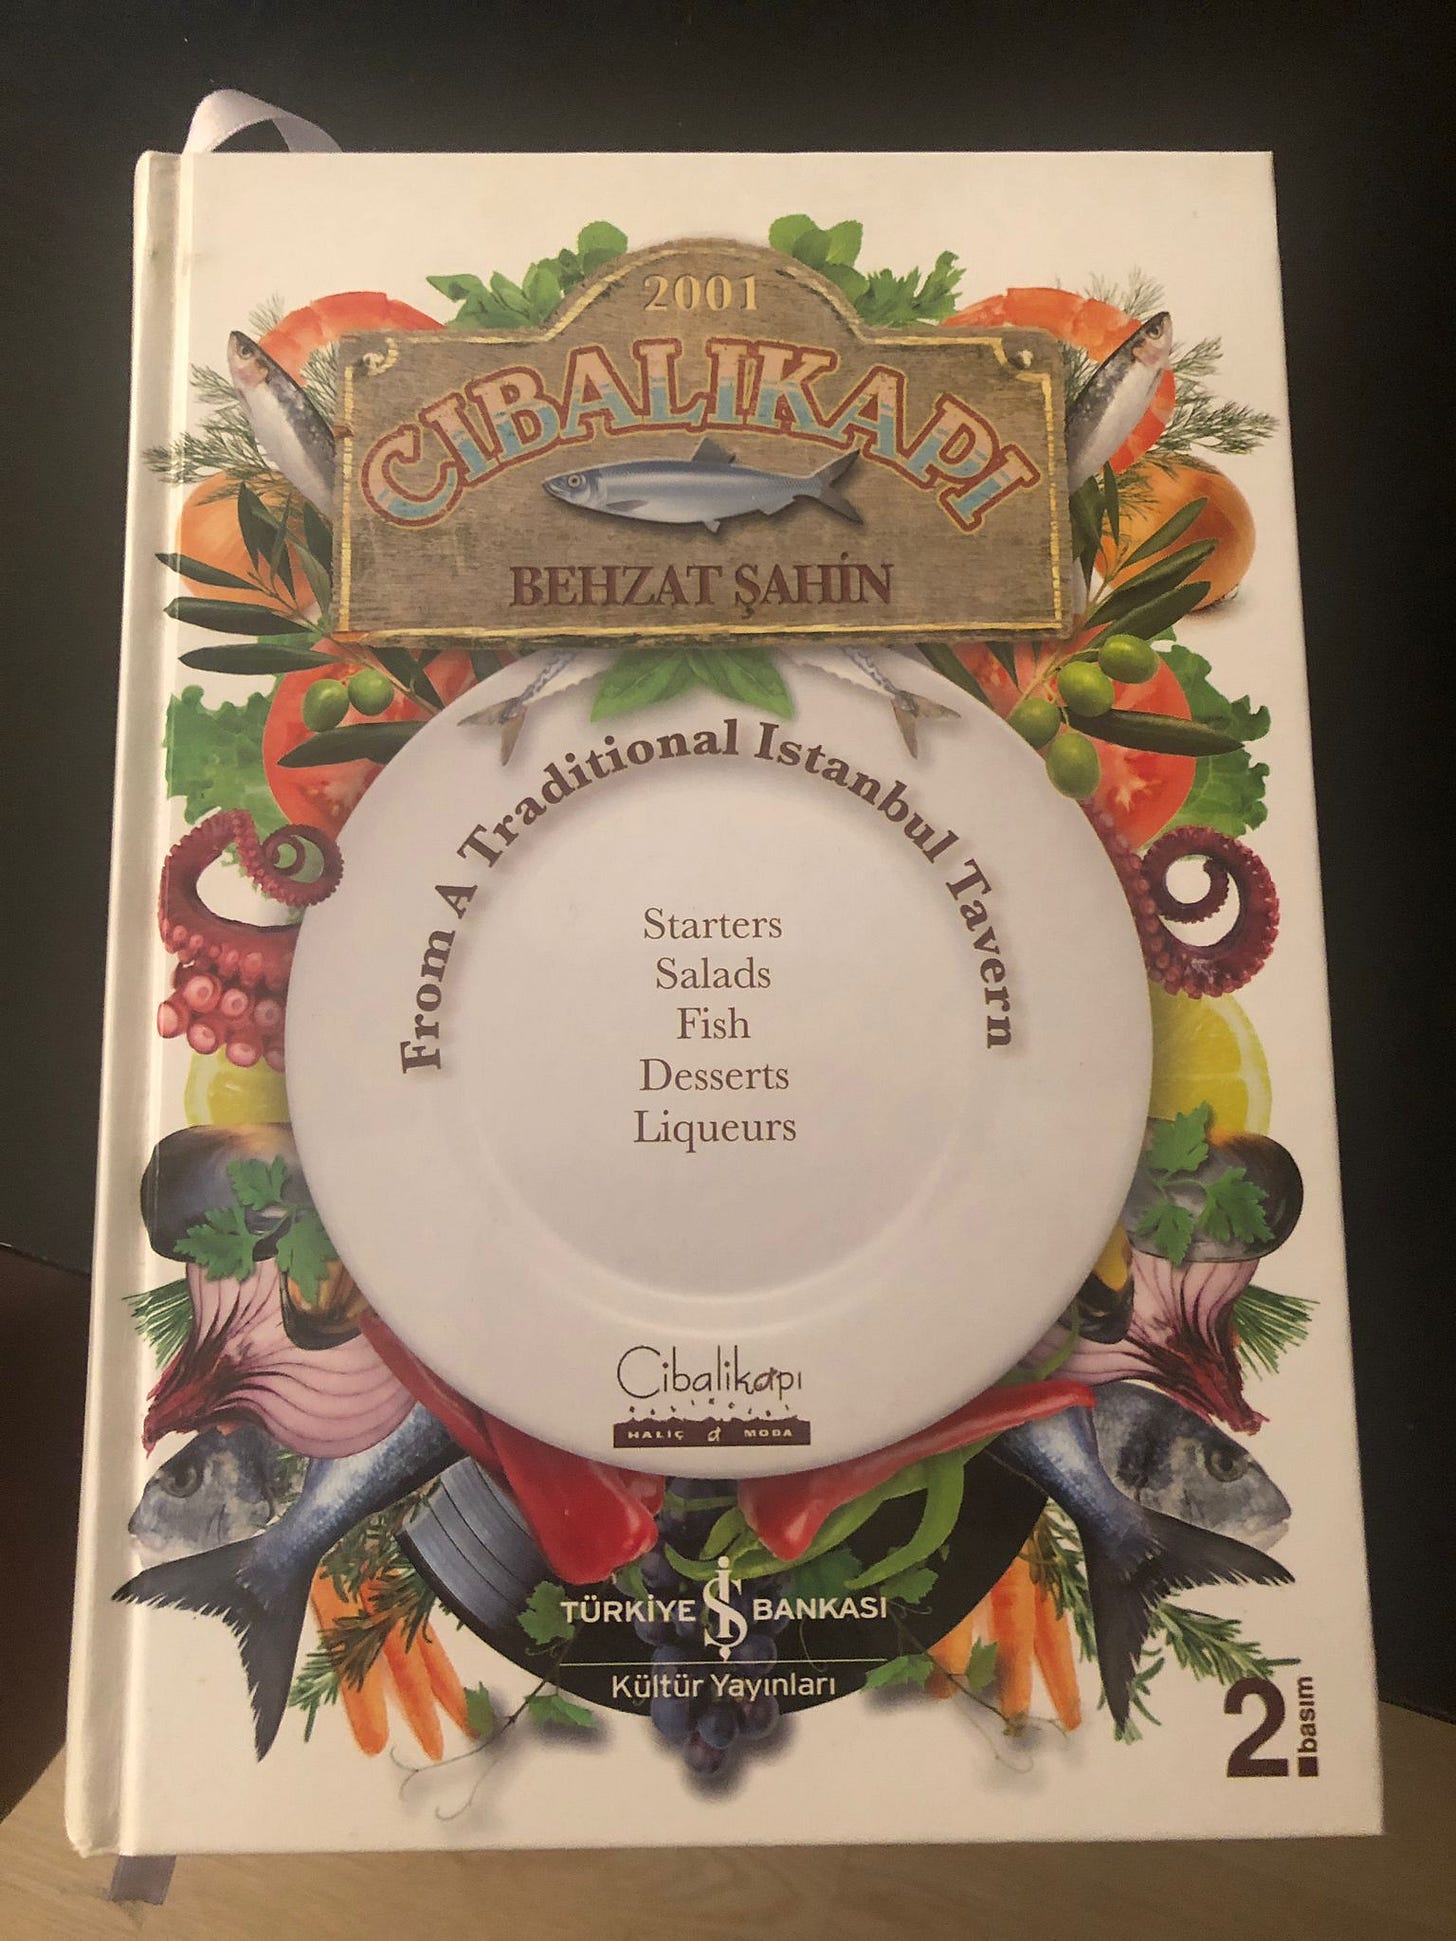 2001
CIBALIKAPI
BEHZAT ŞAHİN
From A Traditional Istanbul Tavern
Starters
Salads
Fish
Desserts
Liqueurs
Cibalikapı
BALIKÇISI
HALİÇ & MODA
TÜRKİYE İŞ BANKASI
Kültür Yayınları
2. basım